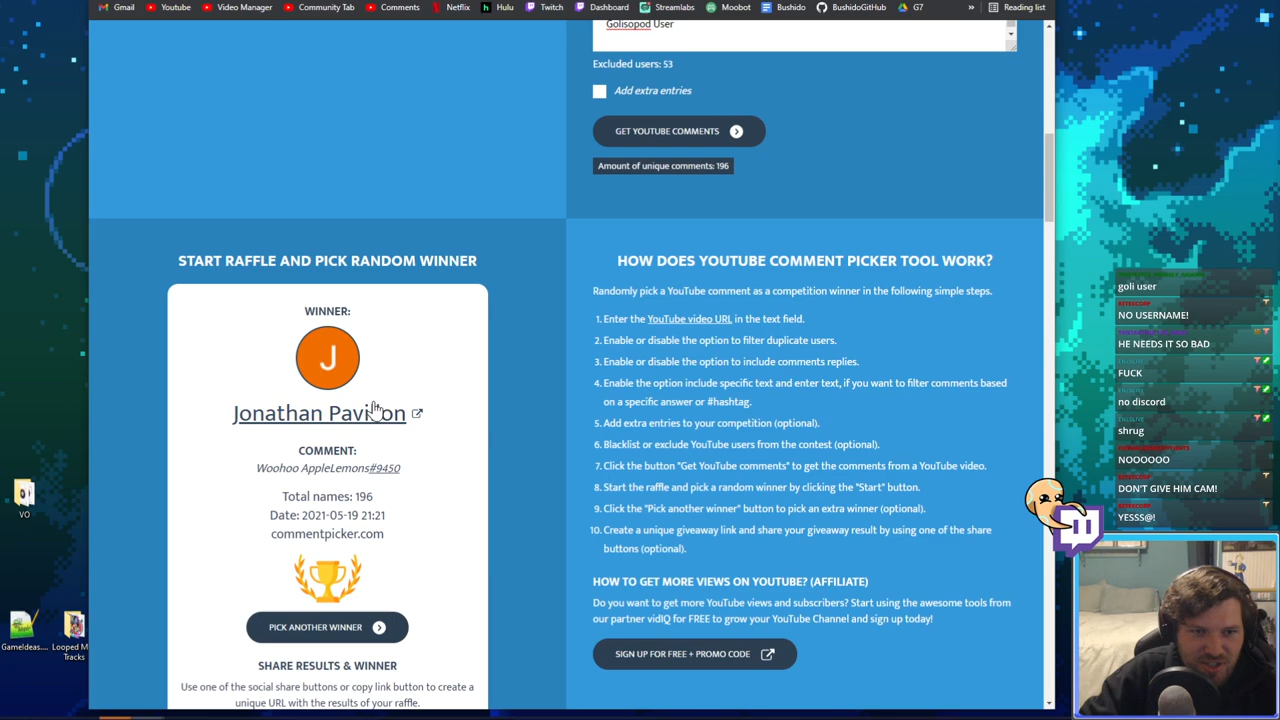 Gmail Youtube Video Manager Community Tab Comments Netflix Hulu Twitch Dashboard Streamlabs Moobot Bushido BushidoGitHub G7 » Reading list
Golisopod User
Excluded users: 53
Add extra entries
GET YOUTUBE COMMENTS
Amount of unique comments: 196
START RAFFLE AND PICK RANDOM WINNER
WINNER:
J
COMMENT:
Woohoo AppleLemons#9450
Total names: 196
Date: 2021-05-19 21:21
commentpicker.com
PICK ANOTHER WINNER
SHARE RESULTS & WINNER
Use one of the social share buttons or copy link button to create a
unique URL with the results of your raffle.
HOW DOES YOUTUBE COMMENT PICKER TOOL WORK?
Randomly pick a YouTube comment as a competition winner in the following simple steps.
1. Enter the YouTube video URL in the text field.
2. Enable or disable the option to filter duplicate users.
3. Enable or disable the option to include comments replies.
4. Enable the option include specific text and enter text, if you want to filter comments based
on a specific answer or #hashtag.
5. Add extra entries to your competition (optional).
6. Blacklist or exclude YouTube users from the contest (optional).
7. Click the button "Get YouTube comments" to get the comments from a YouTube video.
8. Start the raffle and pick a random winner by clicking the "Start" button.
9. Click the "Pick another winner" button to pick an extra winner (optional).
10. Create a unique giveaway link and share your giveaway result by using one of the share
buttons (optional).
HOW TO GET MORE VIEWS ON YOUTUBE? (AFFILIATE)
Do you want to get more YouTube views and subscribers? Start using the awesome tools from
our partner vidIQ for FREE to grow your YouTube Channel and sign up today!
SIGN UP FOR FREE + PROMO CODE
goli user
NO USERNAME!
HE NEEDS IT SO BAD
FUCK
no discord
shrug
NOOOOOO
DON'T GIVE HIM CAM!
YESSS@!
VO
GameIdeas....
Looped M
Tracks
Jonathan